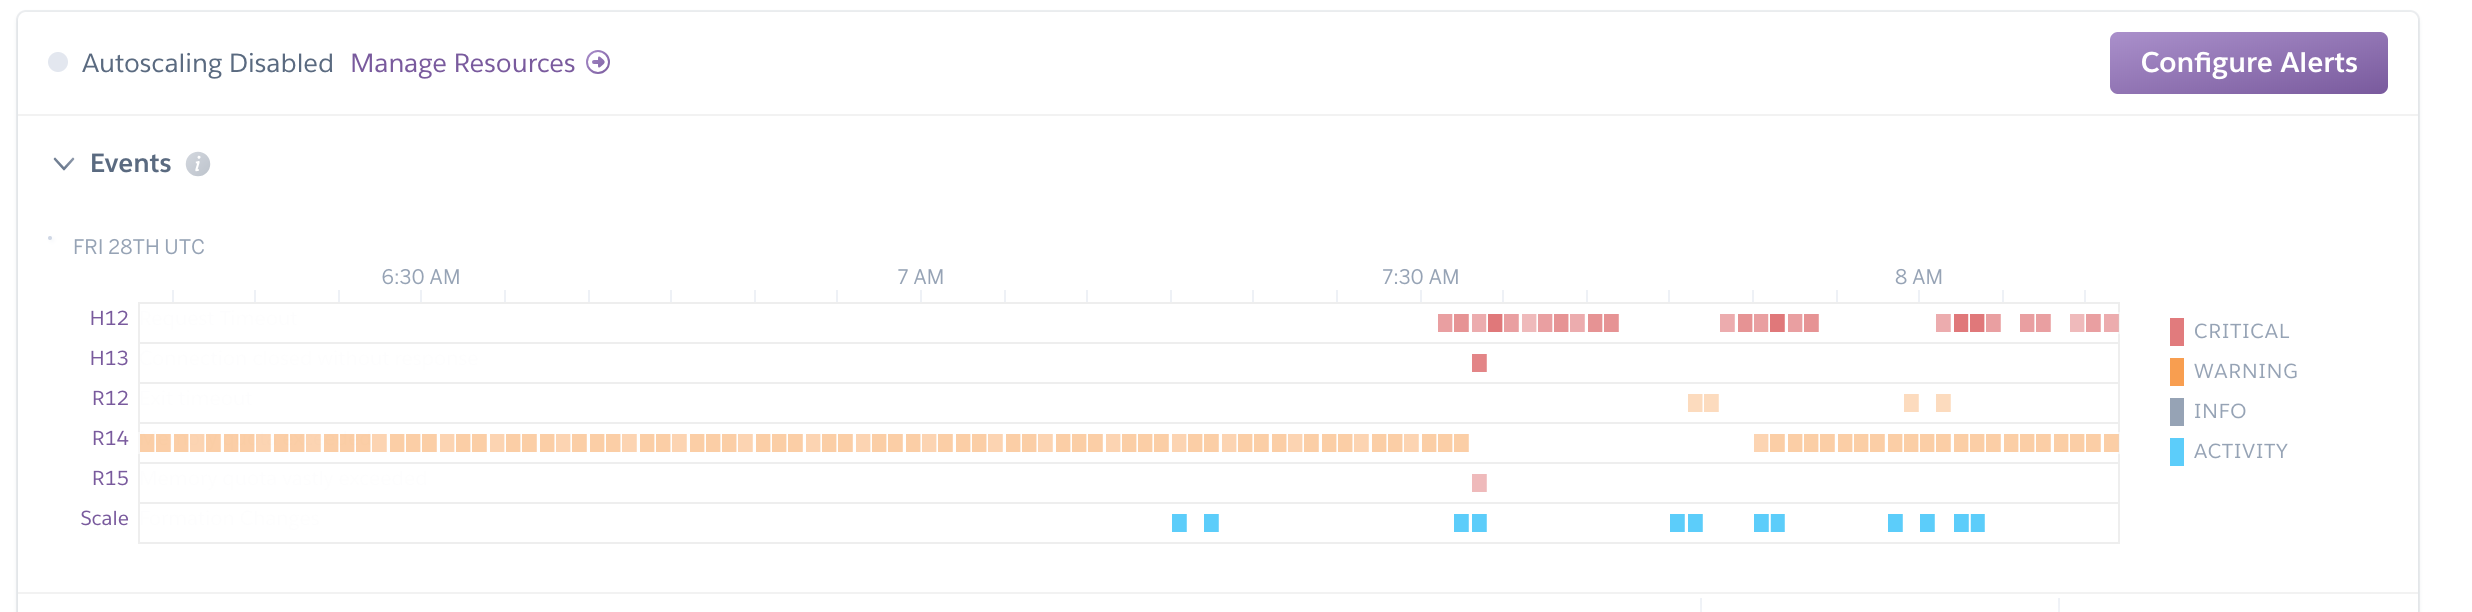 Autoscaling Disabled Manage Resources
Configure Alerts
Events i
FRI 28TH UTC
6:30 AM 7 AM 7:30 AM 8 AM
H12
H13
R12
R14
R15
Scale
CRITICAL
WARNING
INFO
ACTIVITY